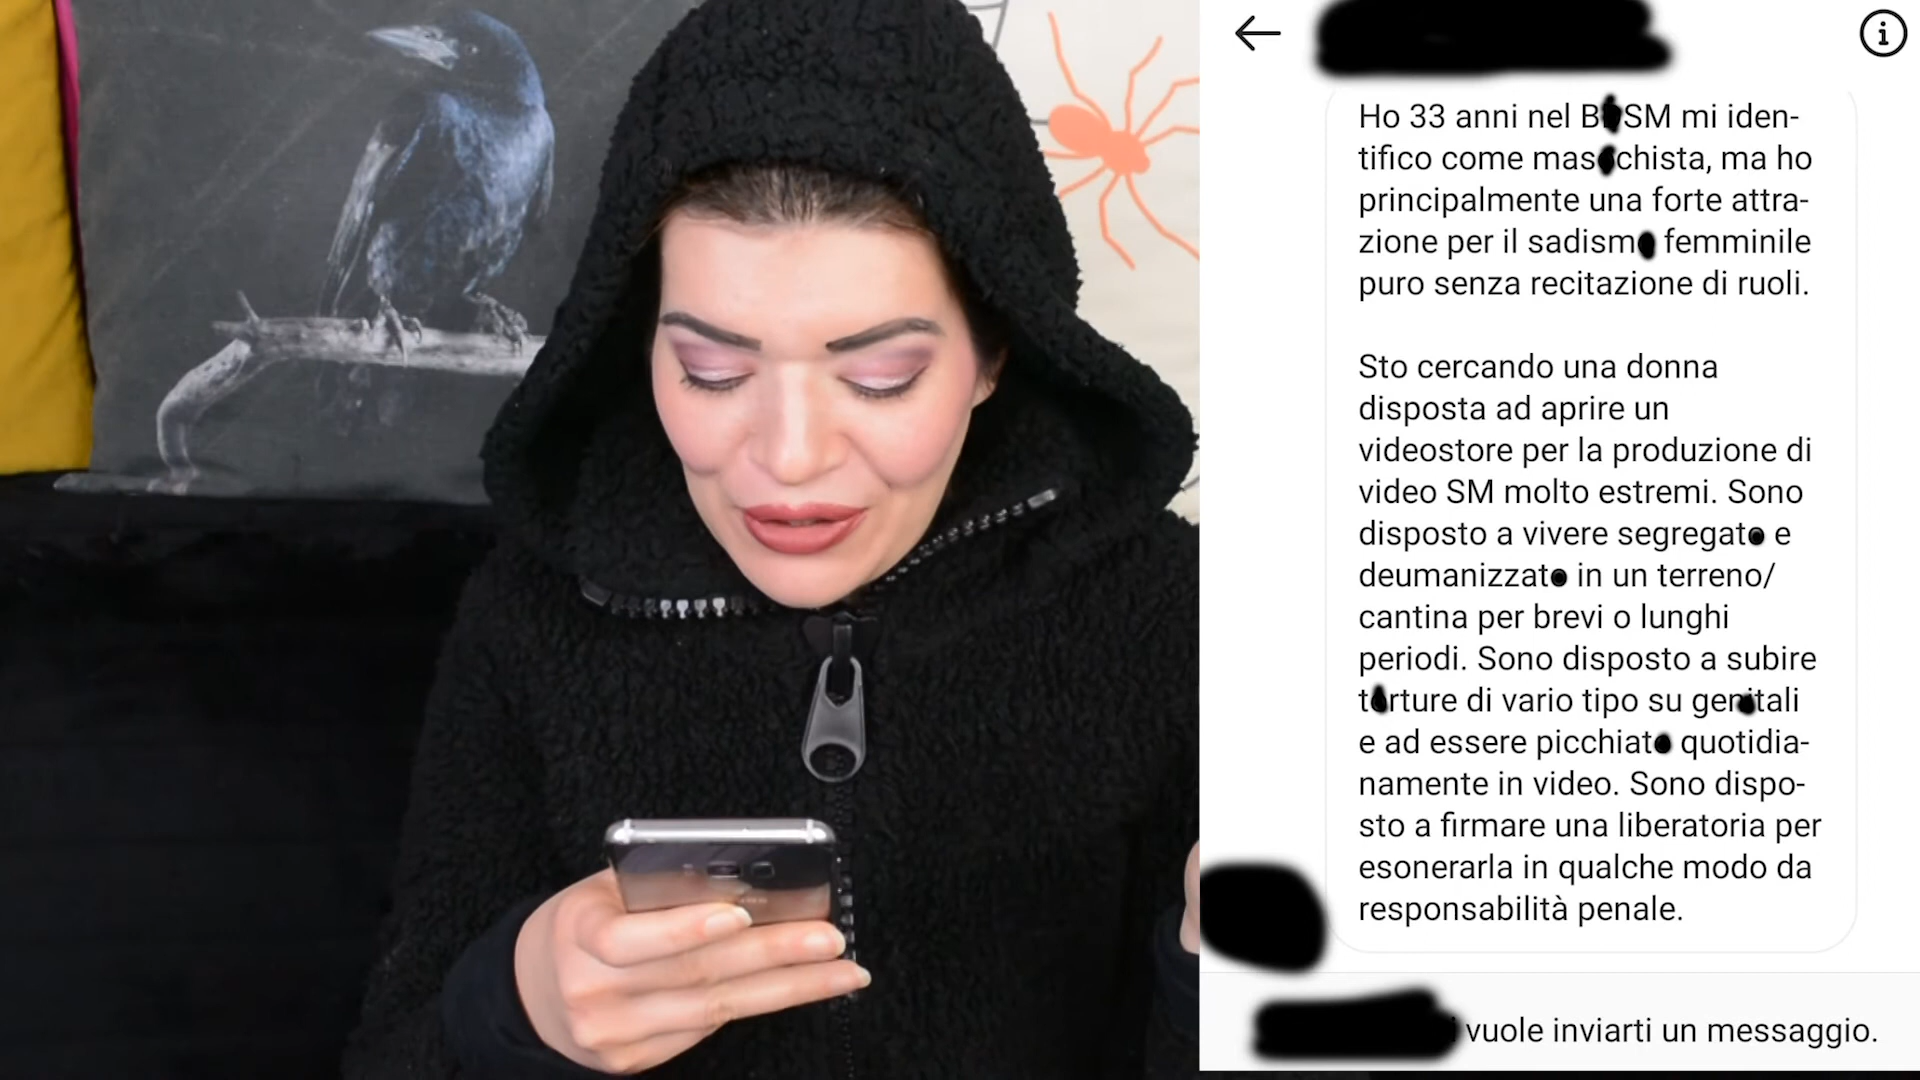 Ho 33 anni nel BDSM mi iden-
tifico come masochista, ma ho
principalmente una forte attra-
zione per il sadismo femminile
puro senza recitazione di ruoli.
Sto cercando una donna
disposta ad aprire un
videostore per la produzione di
video SM molto estremi. Sono
disposto a vivere segregato e
deumanizzato in un terreno/
cantina per brevi o lunghi
periodi. Sono disposto a subire
torture di vario tipo su genitali
e ad essere picchiato quotidia-
namente in video. Sono dispo-
sto a firmare una liberatoria per
esonerarla in qualche modo da
responsabilità penale.
vuole inviarti un messaggio.